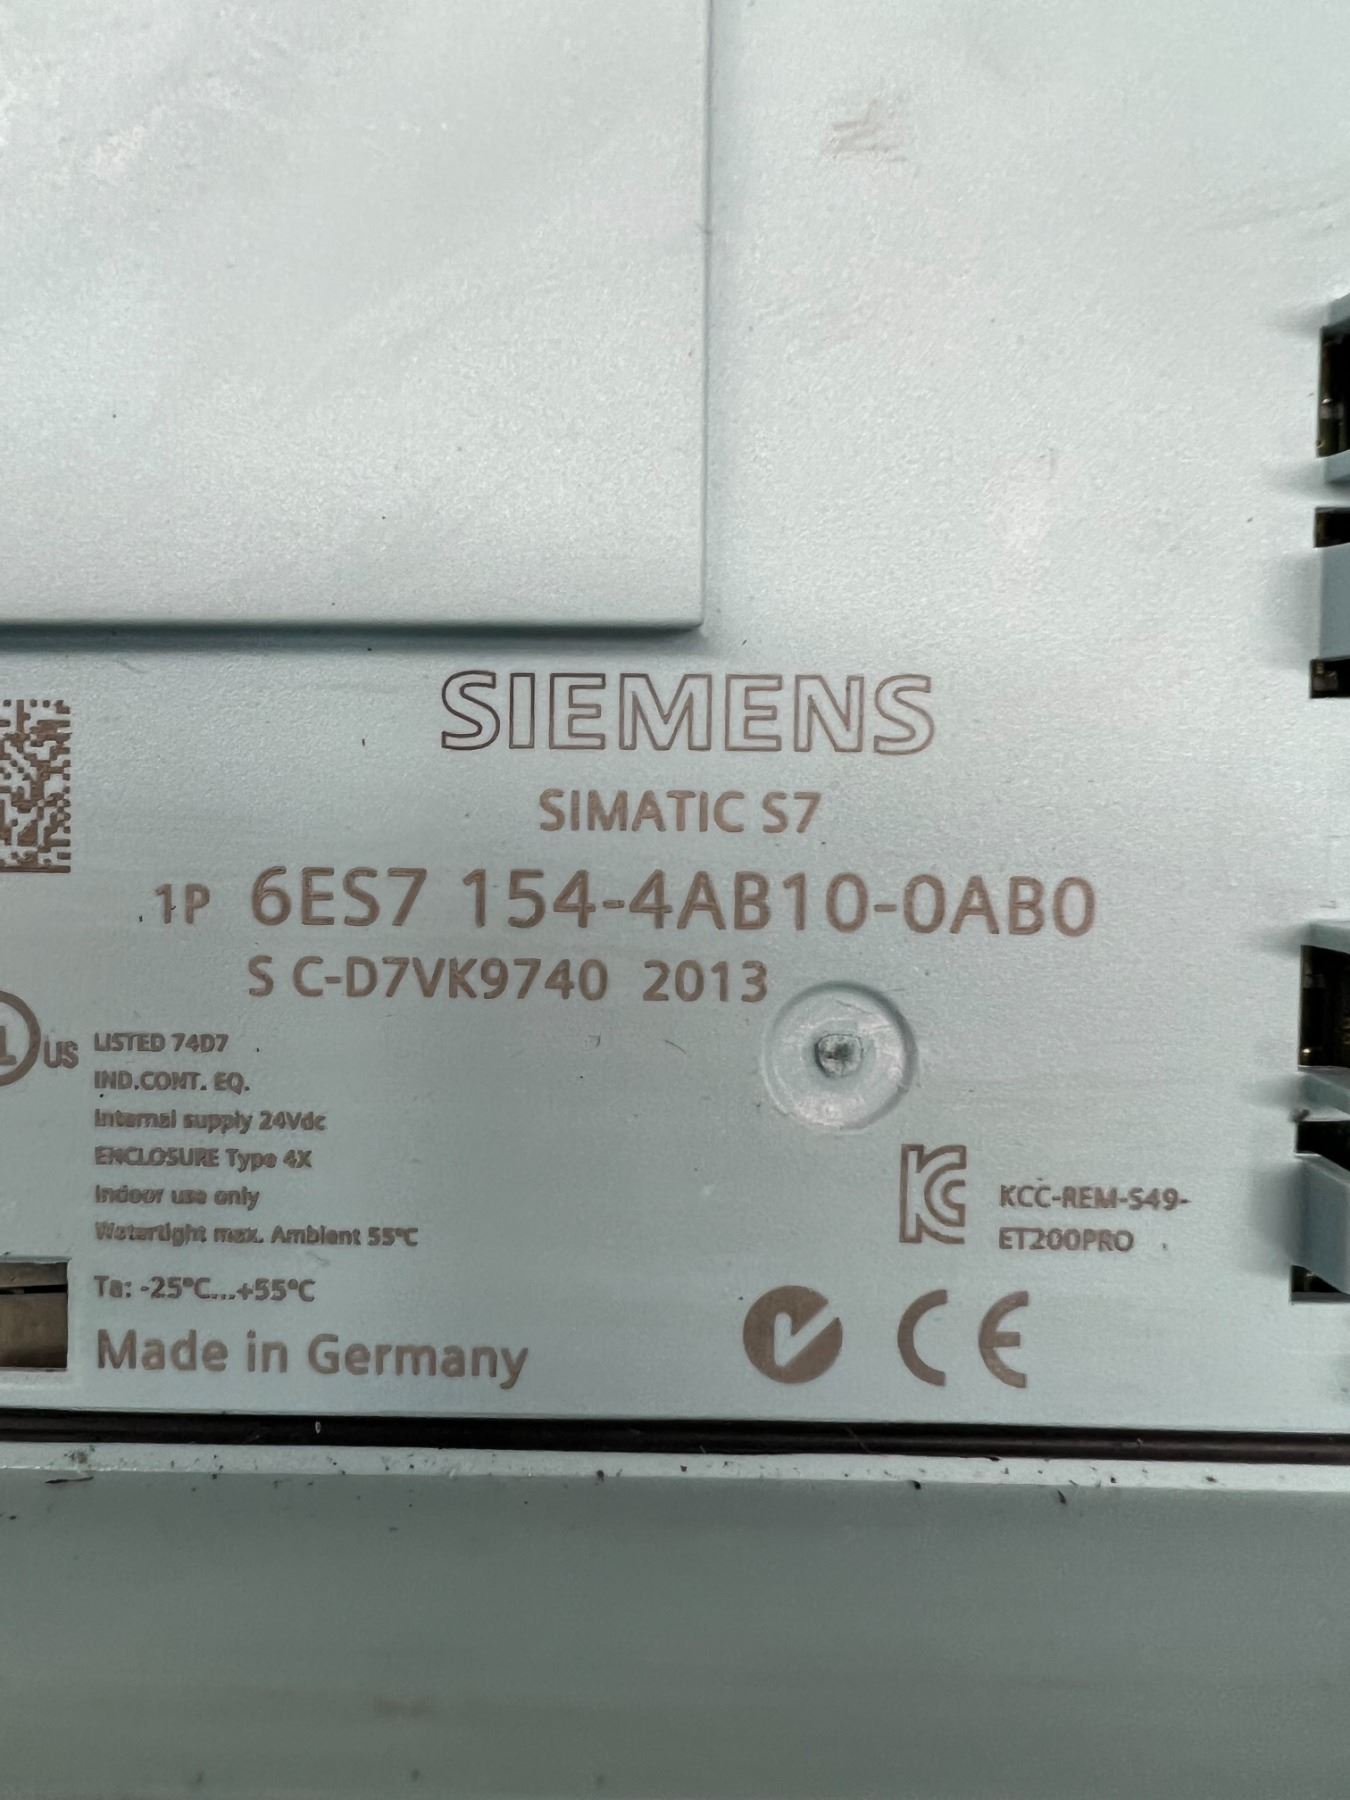 SIEMENS
SIMATIC S7
1P 6ES7 154-4AB10-0AB0
S C-D7VK9740 2013
US LISTED 74D7
IND.CONT. EQ.
Internal supply 24Vdc
ENCLOSURE Type 4X
Indoor use only
Watertight max. Ambient 55°C
KCC-REM-S49-
ET200PRO
Ta: -25°C...+55°C
Made in Germany
CE